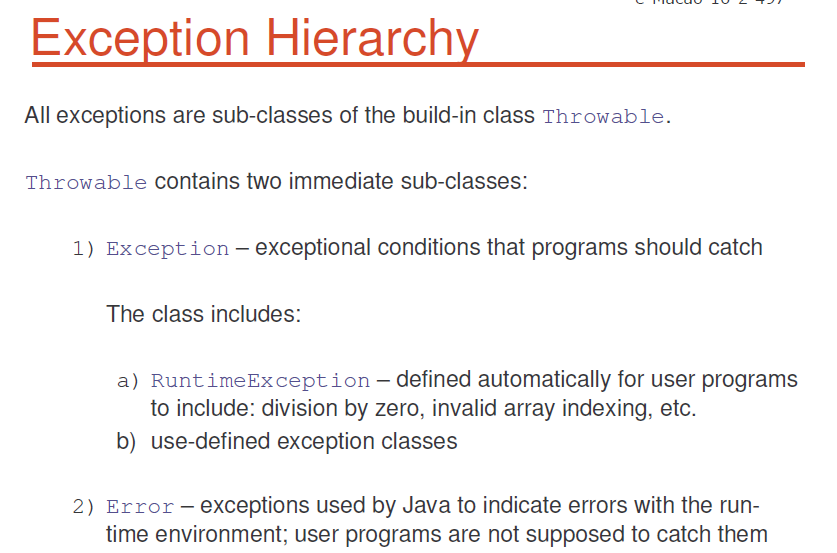 Exception Hierarchy
All exceptions are sub-classes of the build-in class Throwable.
Throwable contains two immediate sub-classes:
1) Exception – exceptional conditions that programs should catch
The class includes:
a) RuntimeException – defined automatically for user programs
to include: division by zero, invalid array indexing, etc.
b) use-defined exception classes
2) Error – exceptions used by Java to indicate errors with the run-
time environment; user programs are not supposed to catch them